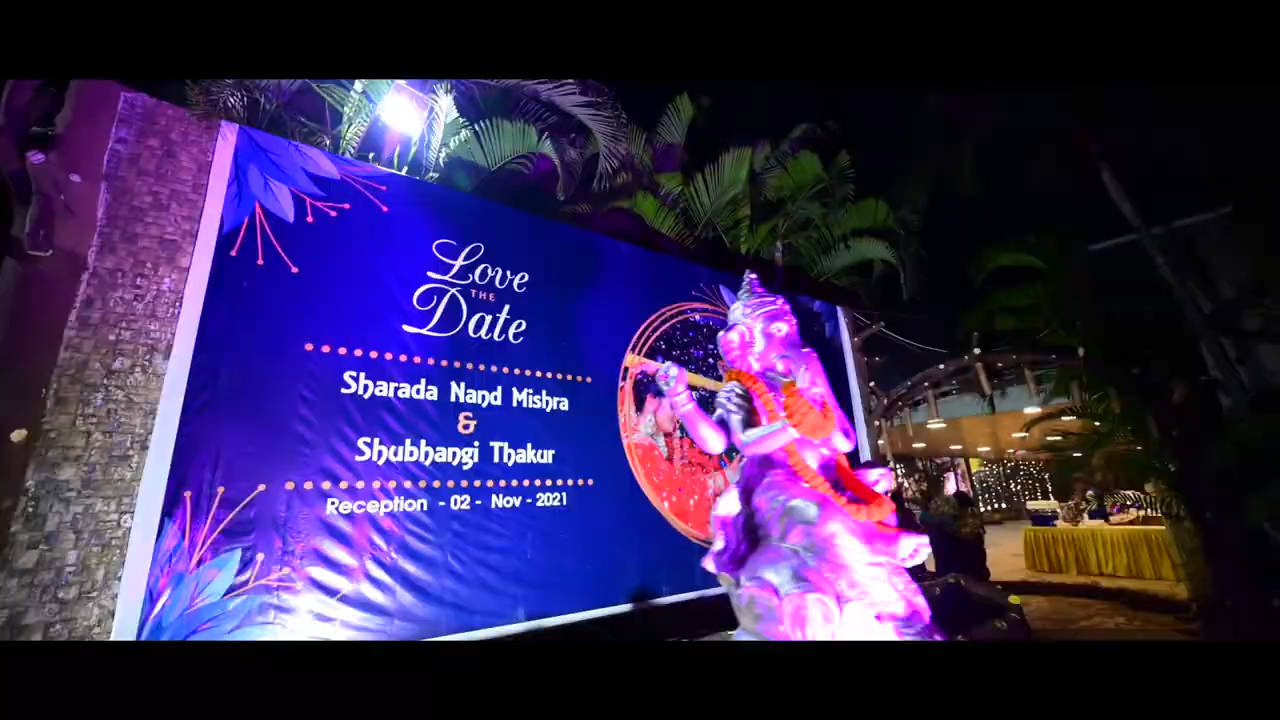 Love
THE
Date
Sharada Nand Mishra
&
Shubhangi Thakur
Reception - 02 - Nov - 2021